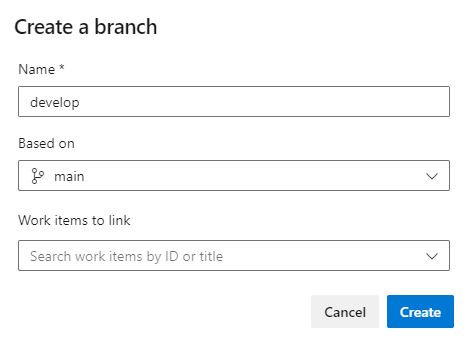 Create a branch
Name *
develop
Based on
main
Work items to link
Search work items by ID or title
Cancel Create